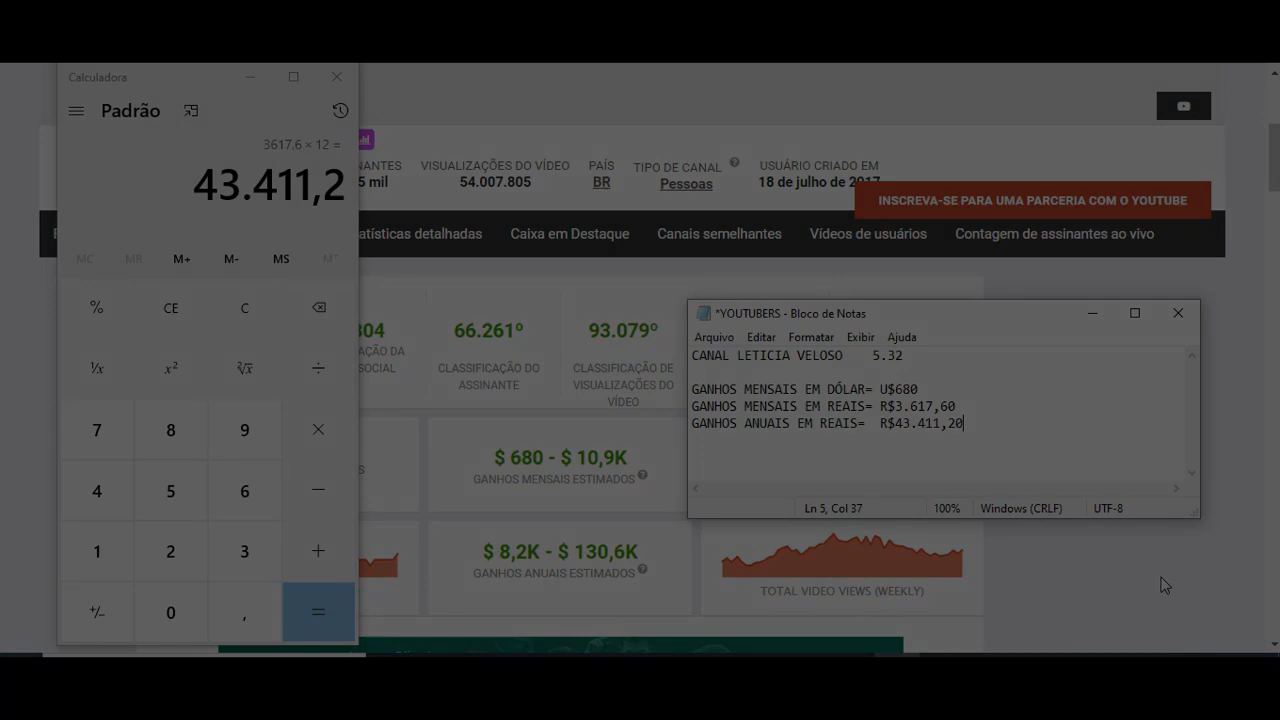 Calculadora
Padrão
3617,6 × 12 =
43.411,2
MC MR M+ M- MS
% CE C
¹/x x² ²√x ÷
7 8 9 ×
4 5 6 −
1 2 3 +
+/− 0 , =
NANTES
5 mil
VISUALIZAÇÕES DO VÍDEO
54.007.805
PAÍS
BR
TIPO DE CANAL
Pessoas
USUÁRIO CRIADO EM
18 de julho de 2017
INSCREVA-SE PARA UMA PARCERIA COM O YOUTUBE
atísticas detalhadas Caixa em Destaque Canais semelhantes Vídeos de usuários Contagem de assinantes ao vivo
304
AÇÃO DA
SOCIAL
66.261º
CLASSIFICAÇÃO DO
ASSINANTE
93.079º
CLASSIFICAÇÃO DE
VISUALIZAÇÕES DO
VÍDEO
$ 680 - $ 10,9K
GANHOS MENSAIS ESTIMADOS
$ 8,2K - $ 130,6K
GANHOS ANUAIS ESTIMADOS
TOTAL VIDEO VIEWS (WEEKLY)
*YOUTUBERS - Bloco de Notas
Arquivo Editar Formatar Exibir Ajuda
CANAL LETICIA VELOSO 5.32
GANHOS MENSAIS EM DÓLAR= U$680
GANHOS MENSAIS EM REAIS= R$3.617,60
GANHOS ANUAIS EM REAIS= R$43.411,20
Ln 5, Col 37 100% Windows (CRLF) UTF-8